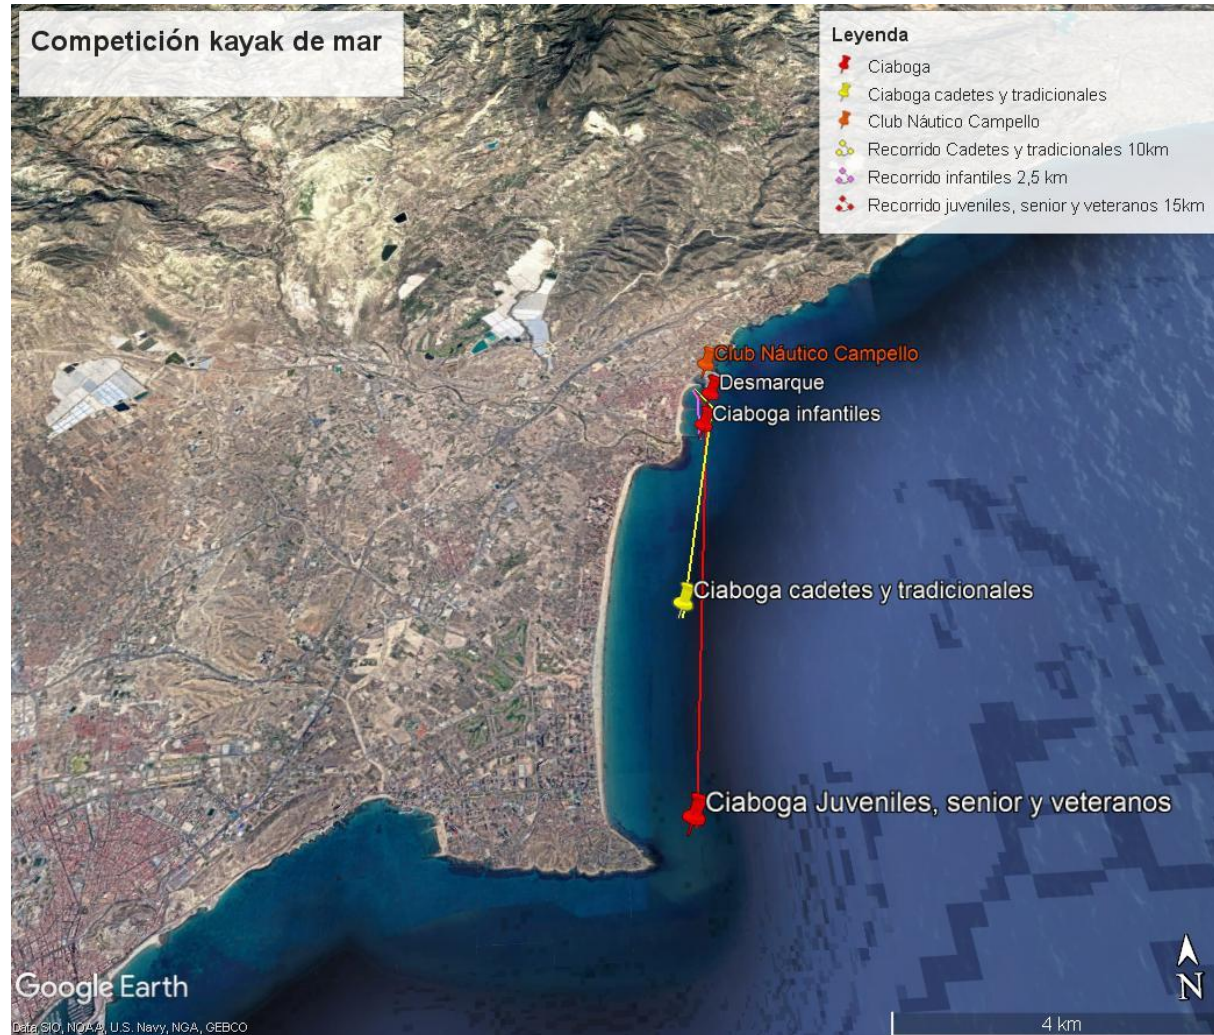 Competición kayak de mar
Leyenda
Ciaboga
Ciaboga cadetes y tradicionales
Club Náutico Campello
Recorrido Cadetes y tradicionales 10km
Recorrido infantiles 2,5 km
Recorrido juveniles, senior y veteranos 15km
Club Náutico Campello
Desmarque
Ciaboga infantiles
Ciaboga cadetes y tradicionales
Ciaboga Juveniles, senior y veteranos
Google Earth
Data SIO, NOAA, U.S. Navy, NGA, GEBCO
N
4 km